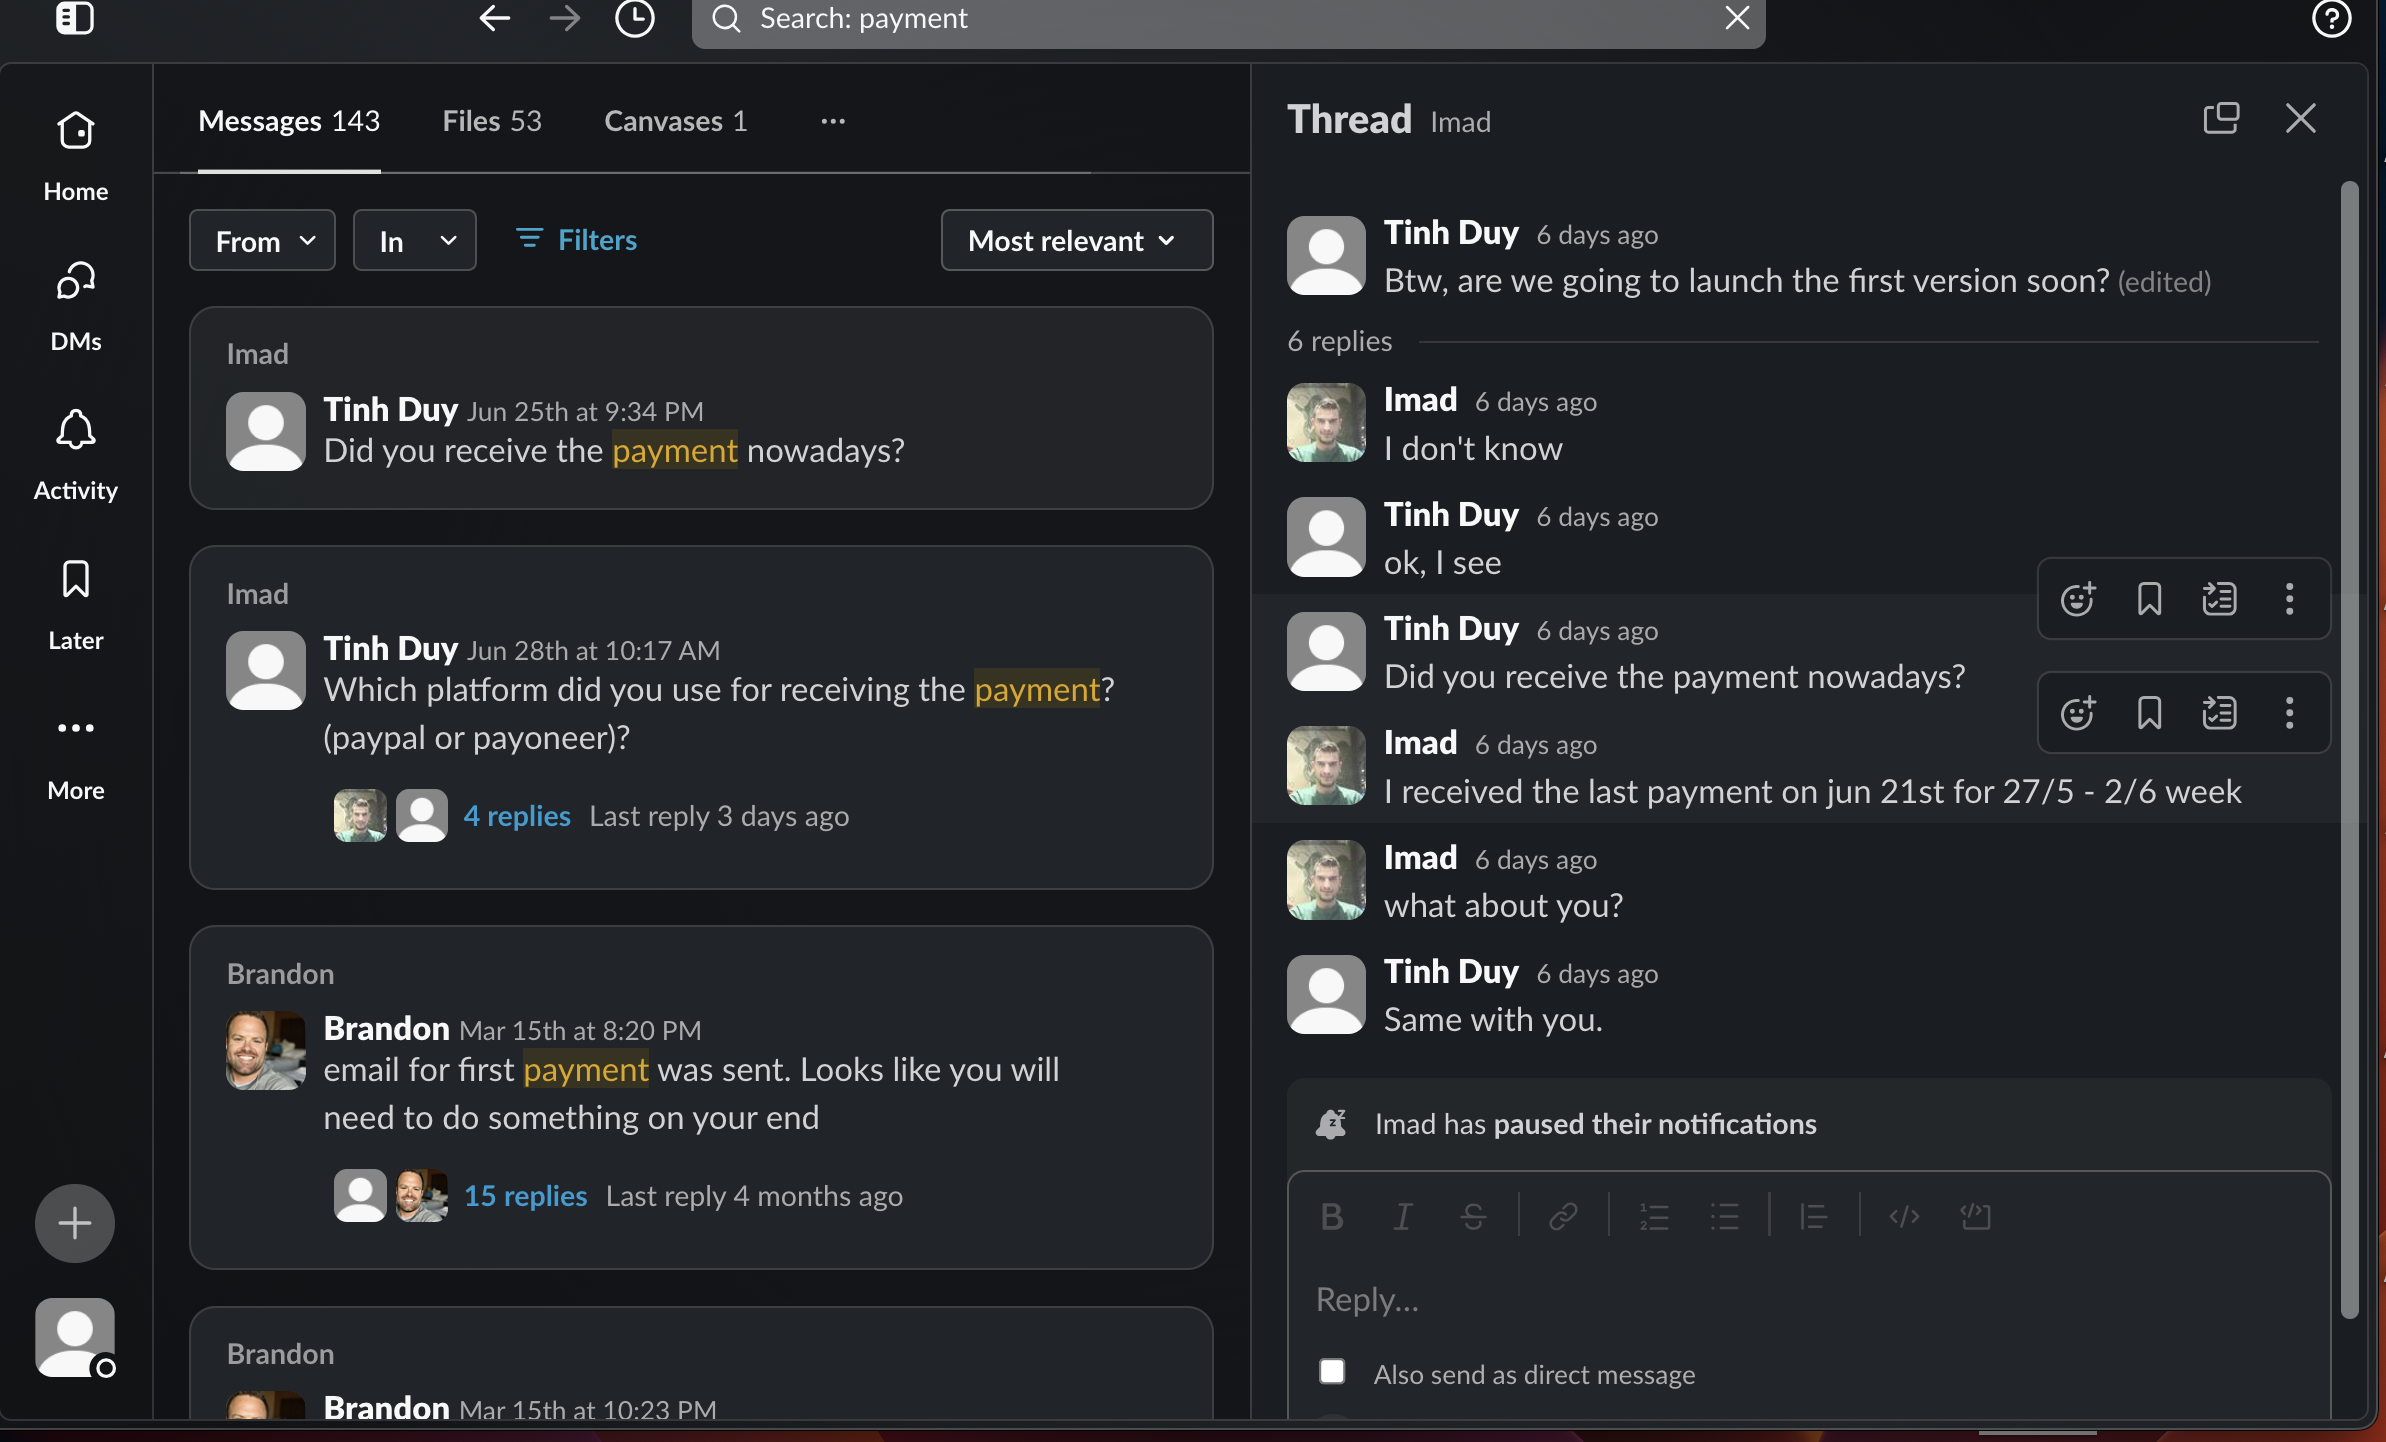 Search: payment
Home
DMs
Activity
Later
More
Messages 143
Files 53
Canvases 1
From
In
Filters
Most relevant
Imad
Tinh Duy Jun 25th at 9:34 PM
Did you receive the payment nowadays?
Imad
Tinh Duy Jun 28th at 10:17 AM
Which platform did you use for receiving the payment?
(paypal or payoneer)?
4 replies Last reply 3 days ago
Brandon
Brandon Mar 15th at 8:20 PM
email for first payment was sent. Looks like you will
need to do something on your end
15 replies Last reply 4 months ago
Brandon
Brandon Mar 15th at 10:23 PM
Thread Imad
Tinh Duy 6 days ago
Btw, are we going to launch the first version soon? (edited)
6 replies
Imad 6 days ago
I don't know
Tinh Duy 6 days ago
ok, I see
Tinh Duy 6 days ago
Did you receive the payment nowadays?
Imad 6 days ago
I received the last payment on jun 21st for 27/5 - 2/6 week
Imad 6 days ago
what about you?
Tinh Duy 6 days ago
Same with you.
Imad has paused their notifications
Reply...
Also send as direct message